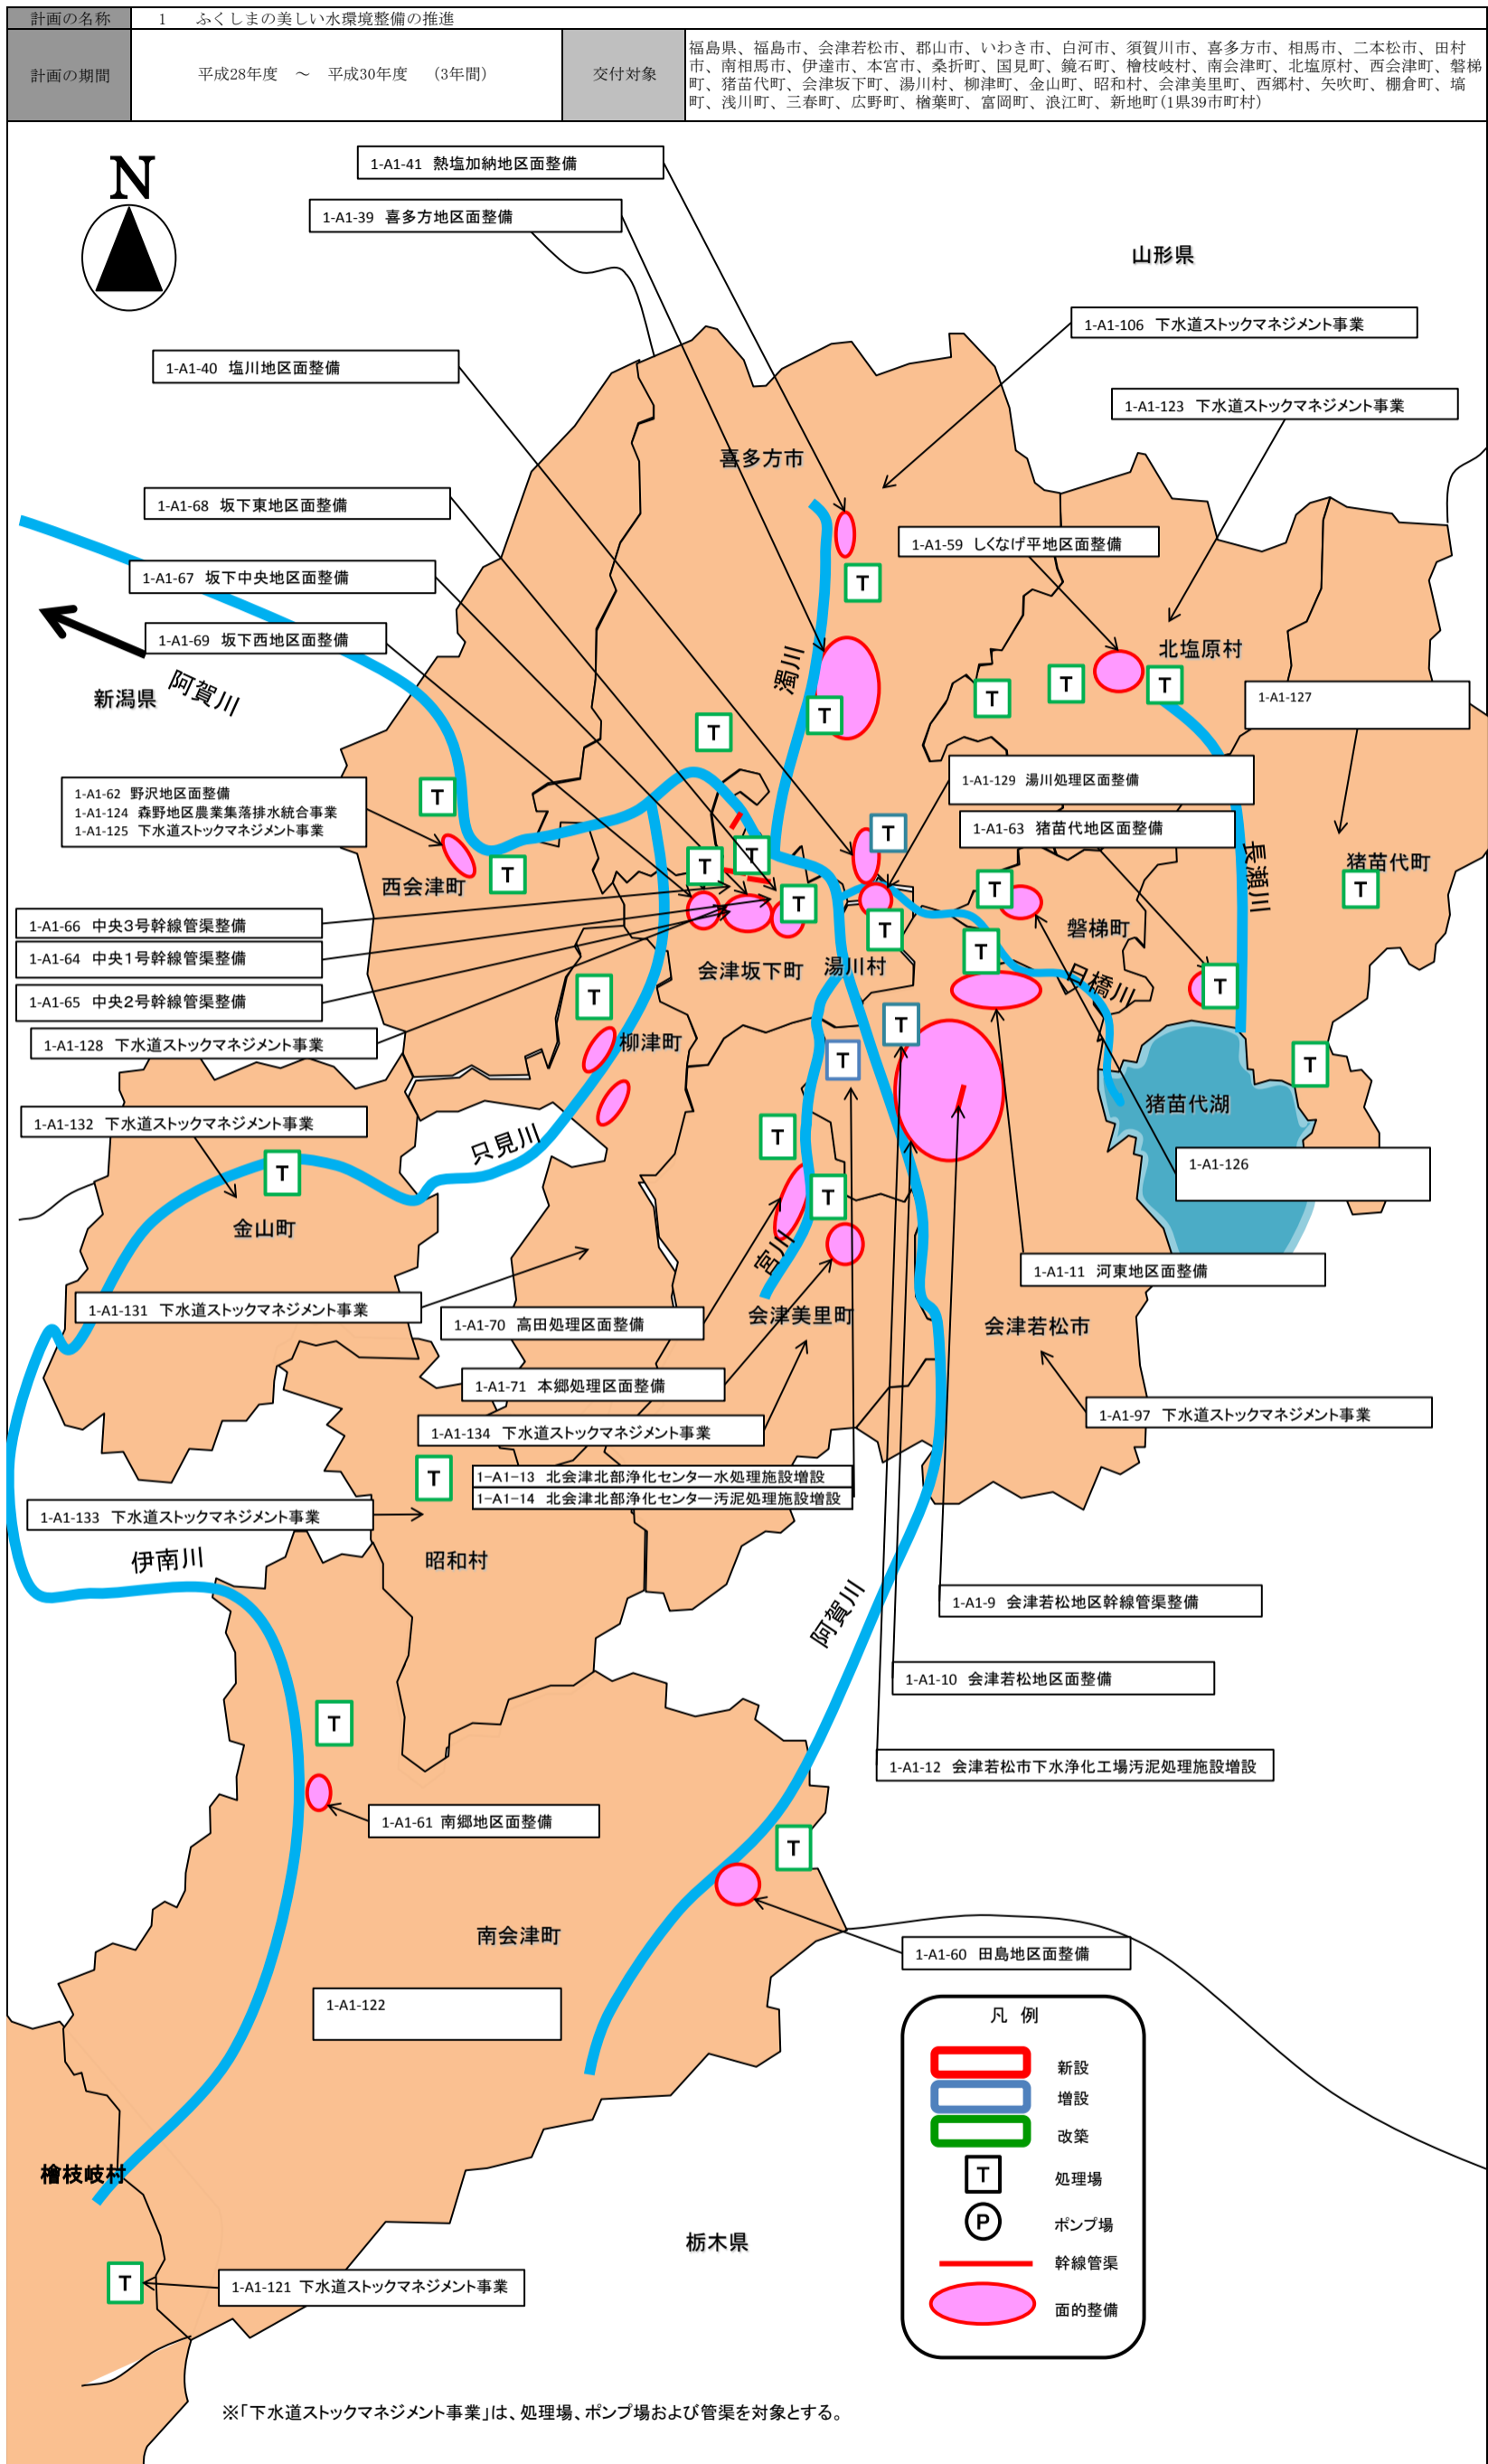 計画の名称
1 ふくしまの美しい水環境整備の推進
計画の期間
平成28年度 ～ 平成30年度 （3年間）
交付対象
福島県、福島市、会津若松市、郡山市、いわき市、白河市、須賀川市、喜多方市、相馬市、二本松市、田村
市、南相馬市、伊達市、本宮市、桑折町、国見町、鏡石町、檜枝岐村、南会津町、北塩原村、西会津町、磐梯
町、猪苗代町、会津坂下町、湯川村、柳津町、金山町、昭和村、会津美里町、西郷村、矢吹町、棚倉町、塙
町、浅川町、三春町、広野町、楢葉町、富岡町、浪江町、新地町(1県39市町村)
N
1-A1-41 熱塩加納地区面整備
1-A1-39 喜多方地区面整備
山形県
1-A1-106 下水道ストックマネジメント事業
1-A1-40 塩川地区面整備
1-A1-123 下水道ストックマネジメント事業
喜多方市
1-A1-68 坂下東地区面整備
1-A1-59 しくなげ平地区面整備
1-A1-67 坂下中央地区面整備
T
1-A1-69 坂下西地区面整備
北塩原村
濁川
阿賀川
新潟県
T
T
T
1-A1-127
T
T
1-A1-129 湯川処理区面整備
1-A1-62 野沢地区面整備
1-A1-124 森野地区農業集落排水統合事業
1-A1-125 下水道ストックマネジメント事業
T
1-A1-63 猪苗代地区面整備
T
T
T
長瀬川
猪苗代町
西会津町
T
T
T
T
1-A1-66 中央3号幹線管渠整備
磐梯町
T
1-A1-64 中央1号幹線管渠整備
T
会津坂下町
湯川村
日橋川
T
1-A1-65 中央2号幹線管渠整備
T
1-A1-128 下水道ストックマネジメント事業
柳津町
T
T
T
猪苗代湖
1-A1-132 下水道ストックマネジメント事業
只見川
T
1-A1-126
T
T
金山町
宮川
1-A1-11 河東地区面整備
1-A1-131 下水道ストックマネジメント事業
1-A1-70 高田処理区面整備
会津美里町
会津若松市
1-A1-71 本郷処理区面整備
1-A1-97 下水道ストックマネジメント事業
1-A1-134 下水道ストックマネジメント事業
T
1-A1-13 北会津北部浄化センター水処理施設増設
1-A1-14 北会津北部浄化センター汚泥処理施設増設
1-A1-133 下水道ストックマネジメント事業
伊南川
昭和村
阿賀川
1-A1-9 会津若松地区幹線管渠整備
1-A1-10 会津若松地区面整備
T
1-A1-12 会津若松市下水浄化工場汚泥処理施設増設
1-A1-61 南郷地区面整備
T
南会津町
1-A1-60 田島地区面整備
1-A1-122
凡 例
新設
増設
改築
T 処理場
P ポンプ場
幹線管渠
面的整備
檜枝岐村
栃木県
T
1-A1-121 下水道ストックマネジメント事業
※「下水道ストックマネジメント事業」は、処理場、ポンプ場および管渠を対象とする。